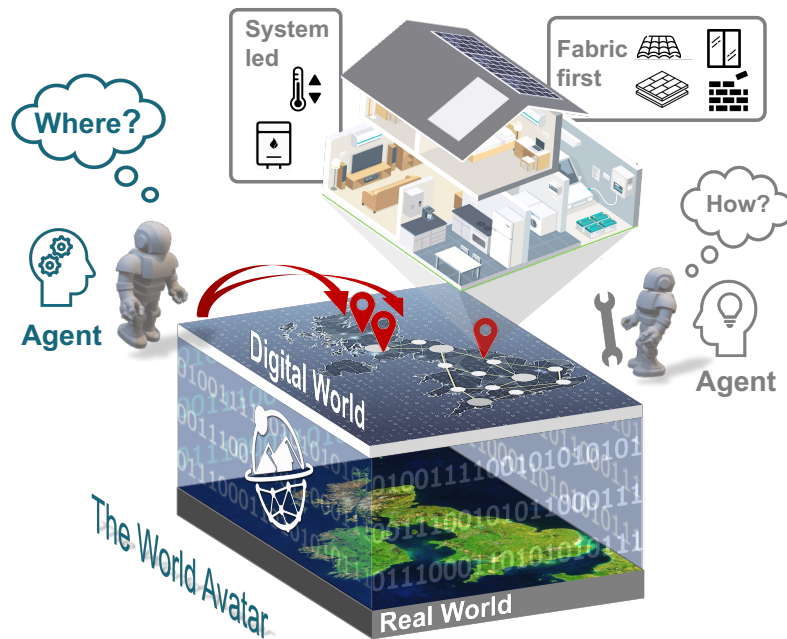 System
led
Fabric
first
Where?
How?
Agent
Agent
Digital World
The World Avatar
Real World